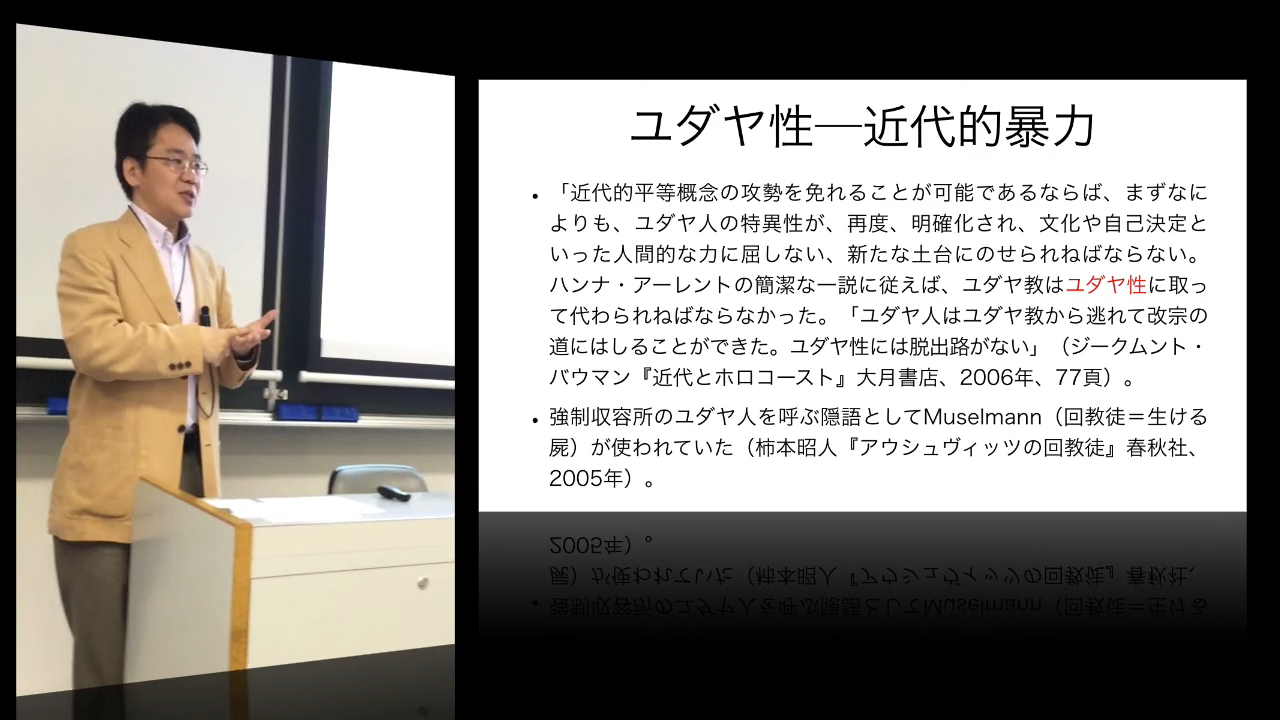 ユダヤ性―近代的暴力
・「近代的平等概念の攻勢を免れることが可能であるならば、まずなに
よりも、ユダヤ人の特異性が、再度、明確化され、文化や自己決定と
いった人間的な力に屈しない、新たな土台にのせられねばならない。
ハンナ・アーレントの簡潔な一説に従えば、ユダヤ教はユダヤ性に取っ
て代わられねばならなかった。「ユダヤ人はユダヤ教から逃れて改宗の
道にはしることができた。ユダヤ性には脱出路がない」（ジークムント・
バウマン『近代とホロコースト』大月書店、2006年、77頁）。
・強制収容所のユダヤ人を呼ぶ隠語としてMuselmann（回教徒＝生ける
屍）が使われていた（柿本昭人『アウシュヴィッツの回教徒』春秋社、
2005年）。